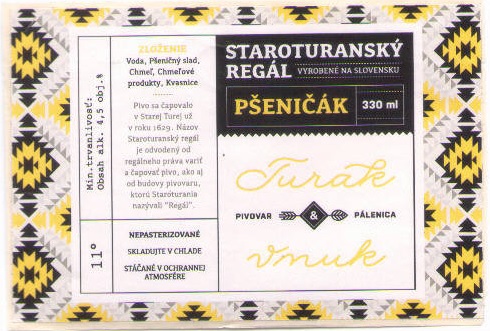 Min.trvanlivosť:
Obsah alk. 4,5 obj.%
11°
ZLOŽENIE
Voda, Pšeničný slad,
Chmeľ, Chmeľové
produkty, Kvasnice
Pivo sa čapovalo
v Starej Turej už
v roku 1629. Názov
Staroturanský regál
je odvodený od
regálneho práva variť
a čapovať pivo, ako aj
od budovy pivovaru,
ktorú Staroturania
nazývali "Regál".
NEPASTERIZOVANÉ
SKLADUJTE V CHLADE
STÁČANÉ V OCHRANNEJ
ATMOSFÉRE
STAROTURANSKÝ
REGÁL VYROBENÉ NA SLOVENSKU
PŠENIČÁK 330 ml
Turak
PIVOVAR & PÁLENICA
vnuk